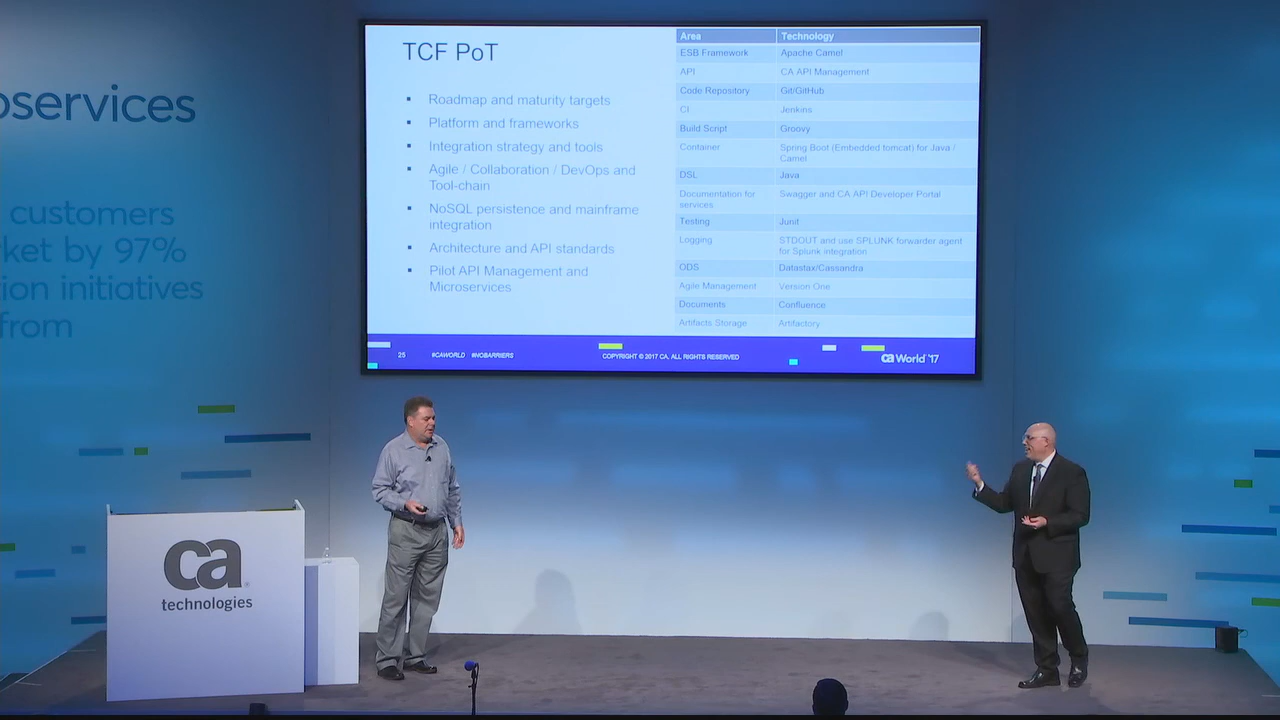 oservices
customers
ket by 97%
ion initiatives
from
TCF PoT
Roadmap and maturity targets
Platform and frameworks
Integration strategy and tools
Agile / Collaboration / DevOps and
Tool-chain
NoSQL persistence and mainframe
integration
Architecture and API standards
Pilot API Management and
Microservices
Area Technology
ESB Framework Apache Camel
API CA API Management
Code Repository Git/GitHub
CI Jenkins
Build Script Groovy
Container Spring Boot (Embedded tomcat) for Java /
Camel
DSL Java
Documentation for Swagger and CA API Developer Portal
services
Testing Junit
Logging STDOUT and use SPLUNK forwarder agent
for Splunk integration
ODS Datastax/Cassandra
Agile Management Version One
Documents Confluence
Artifacts Storage Artifactory
25 #CAWORLD #NOBARRIERS COPYRIGHT © 2017 CA, ALL RIGHTS RESERVED ca World '17
ca
technologies